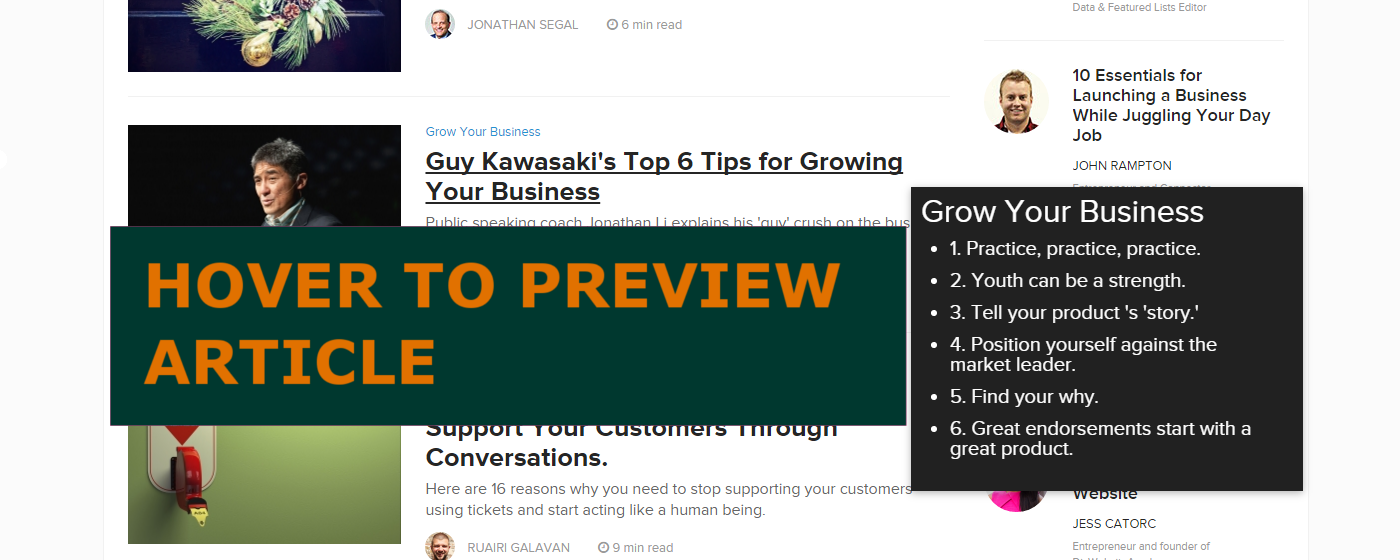 JONATHAN SEGAL
6 min read
Grow Your Business
Guy Kawasaki's Top 6 Tips for Growing
Your Business
Public speaking coach Jonathan Li explains his 'guy' crush on the bus
HOVER TO PREVIEW
ARTICLE
Support Your Customers Through
Conversations.
Here are 16 reasons why you need to stop supporting your customers
using tickets and start acting like a human being.
RUAIRI GALAVAN
9 min read
Data & Featured Lists Editor
10 Essentials for
Launching a Business
While Juggling Your Day
Job
JOHN RAMPTON
Entrepreneur and Connector
Grow Your Business
• 1. Practice, practice, practice.
• 2. Youth can be a strength.
• 3. Tell your product 's 'story.'
• 4. Position yourself against the
market leader.
• 5. Find your why.
• 6. Great endorsements start with a
great product.
Website
JESS CATORC
Entrepreneur and founder of